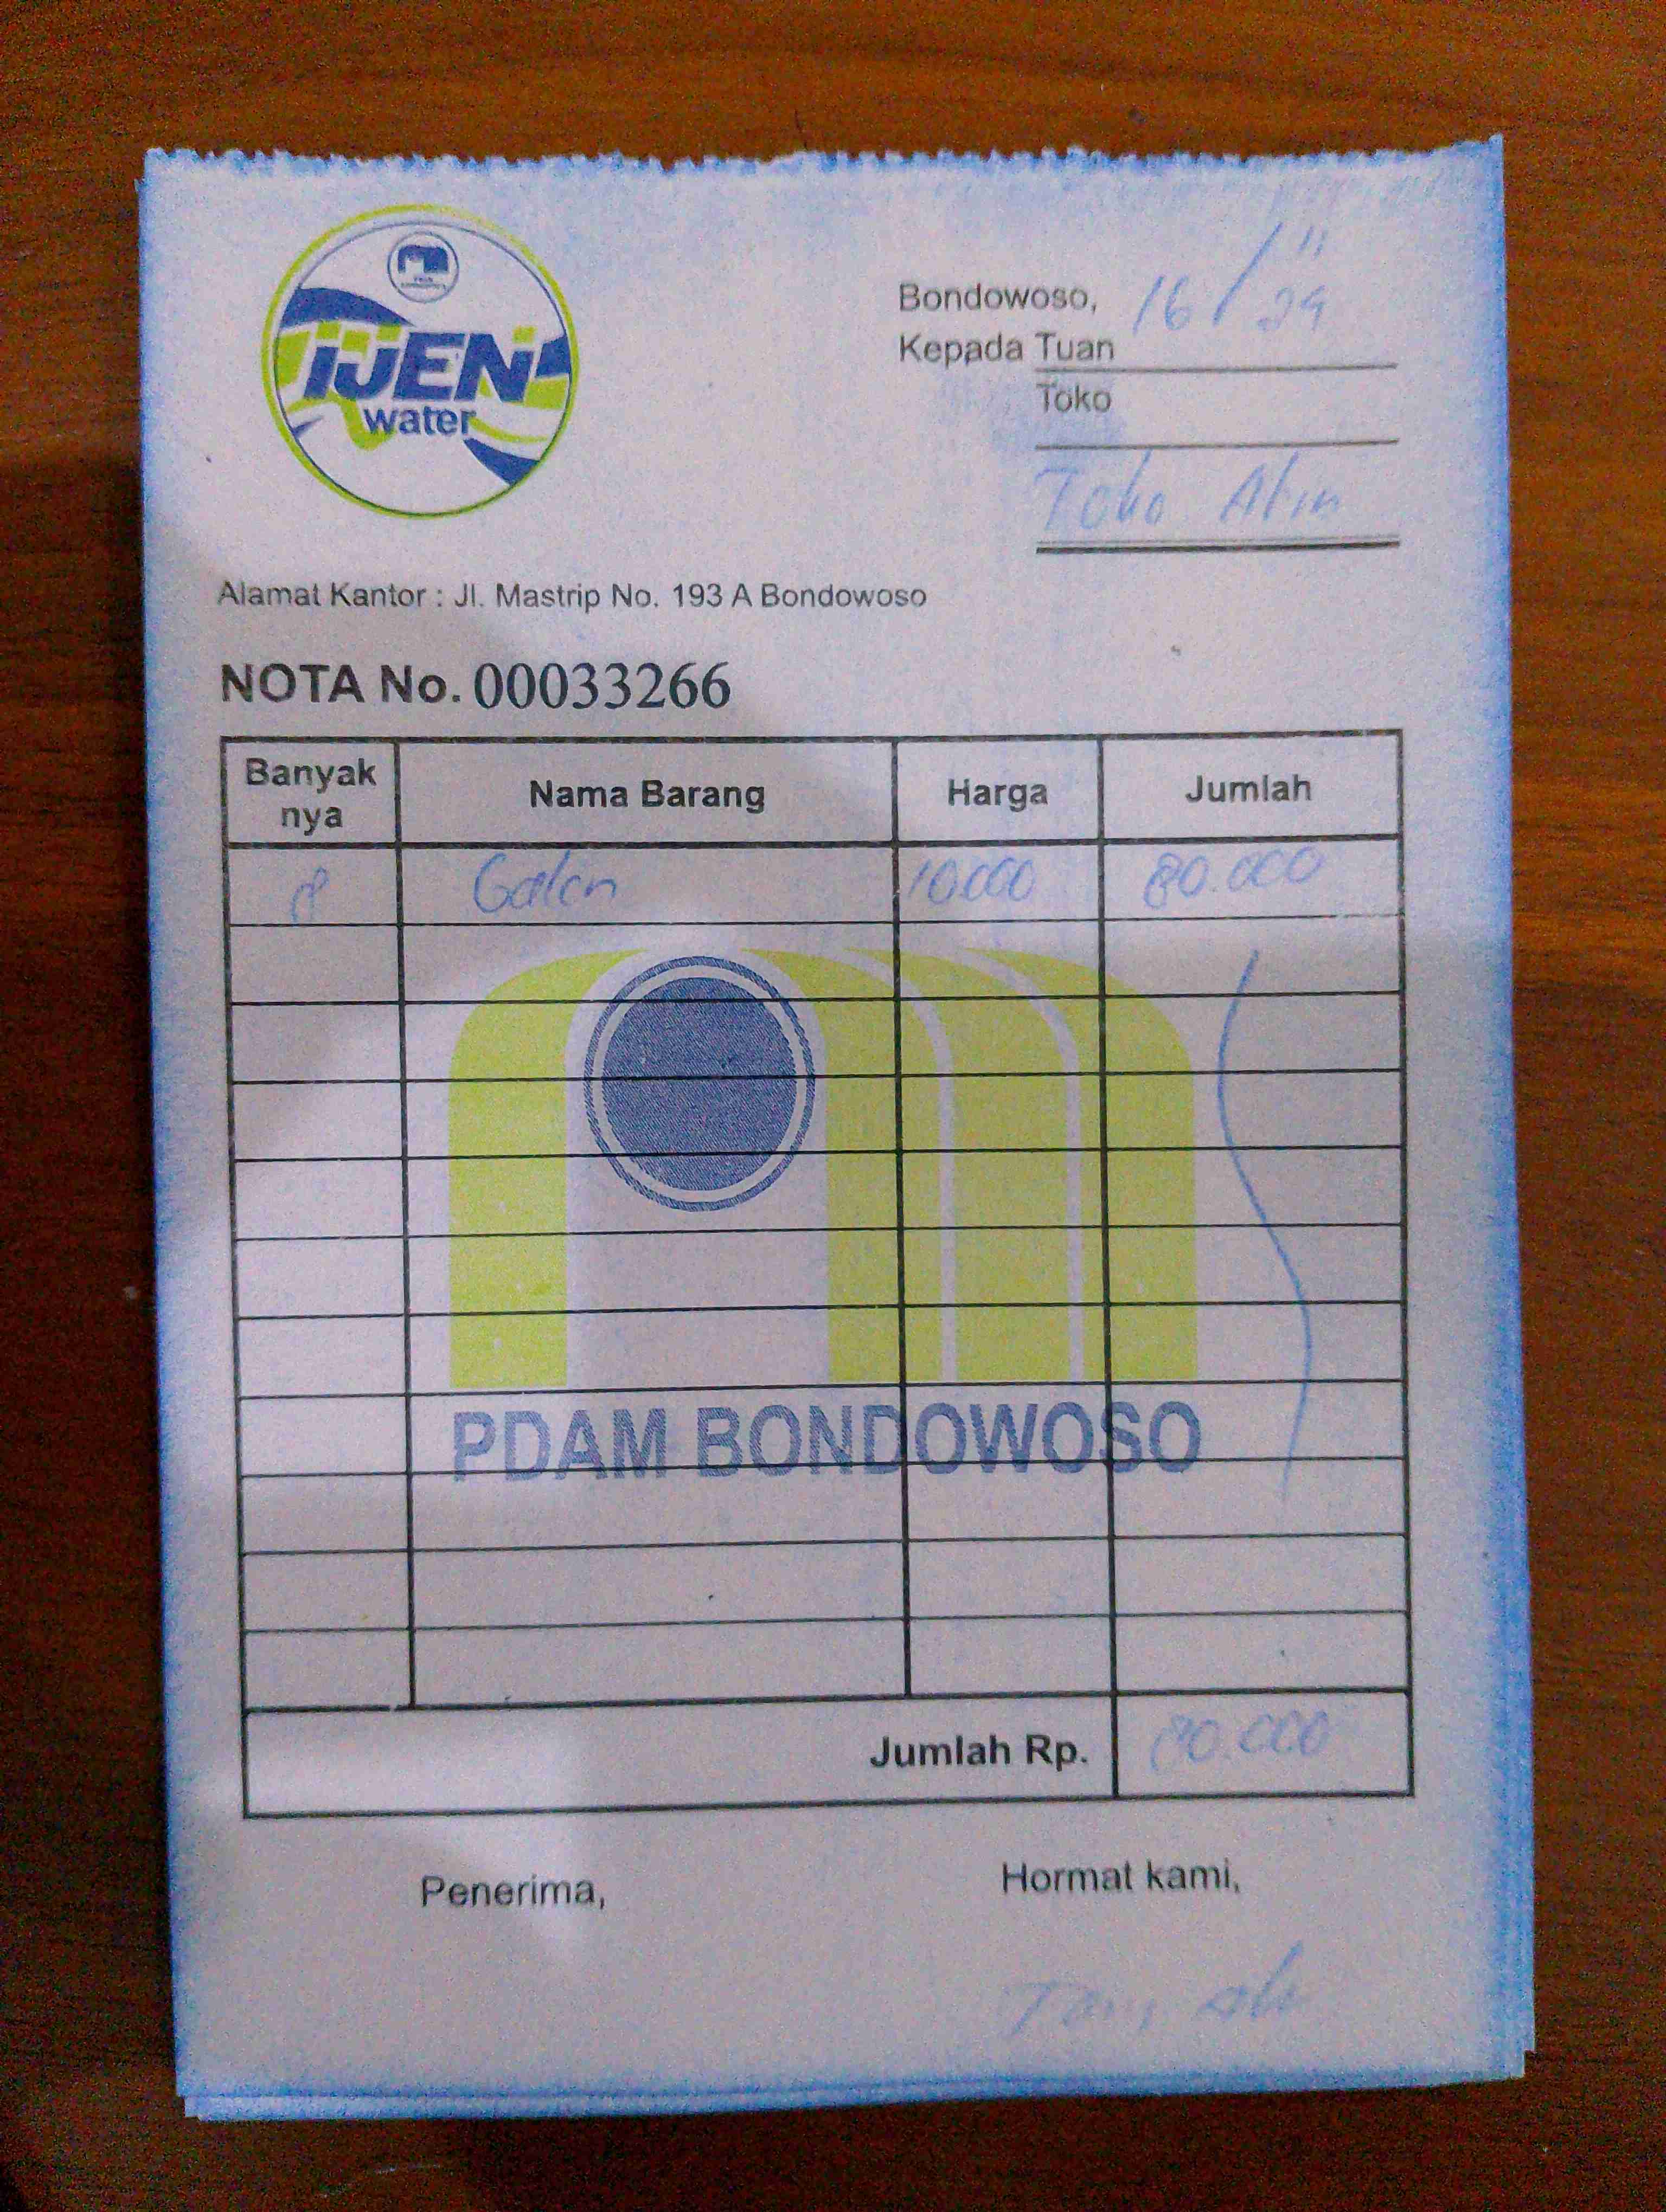 IJEN
water
Bondowoso, 16/11 24
Kepada Tuan
Toko
Toko
Alamat Kantor : Jl. Mastrip No. 193 A Bondowoso
NOTA No. 00033266
Banyak nya Nama Barang Harga Jumlah
8 Galon 10.000 80.000
PDAM BONDOWOSO
Jumlah Rp. 80.000
Penerima, Hormat kami,